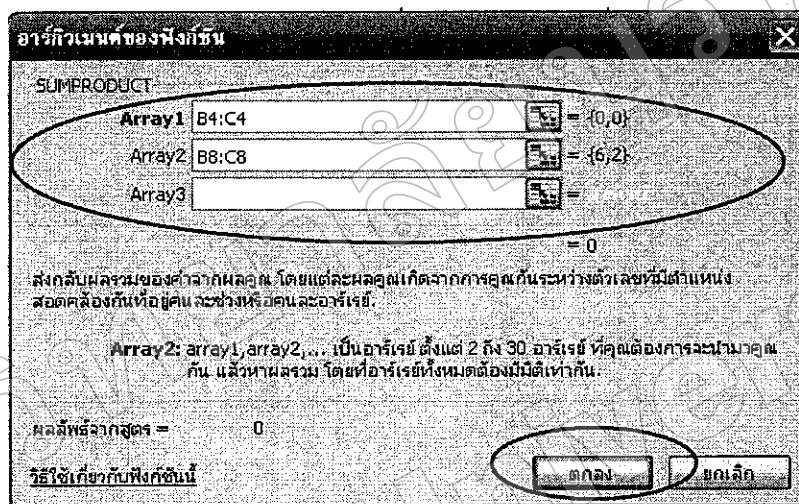 อาร์กิวเมนต์ของฟังก์ชัน
SUMPRODUCT
Array1 B4:C4 = {0,0}
Array2 B8:C8 = {6,2}
Array3 =
= 0
ส่งกลับผลรวมของค่าจากผลคูณ โดยแต่ละผลคูณเกิดจากการคูณกันระหว่างตัวเลขที่มีตำแหน่ง
สอดคล้องกันที่อยู่คนละช่วงหรือคนละอาร์เรย์.
Array2: array1,array2,... เป็นอาร์เรย์ ตั้งแต่ 2 ถึง 30 อาร์เรย์ ที่คุณต้องการจะนำมาคูณ
กัน แล้วหาผลรวม โดยที่อาร์เรย์ทั้งหมดต้องมีมิติเท่ากัน.
ผลลัพธ์จากสูตร = 0
วิธีใช้เกี่ยวกับฟังก์ชันนี้
ตกลง
ยกเลิก